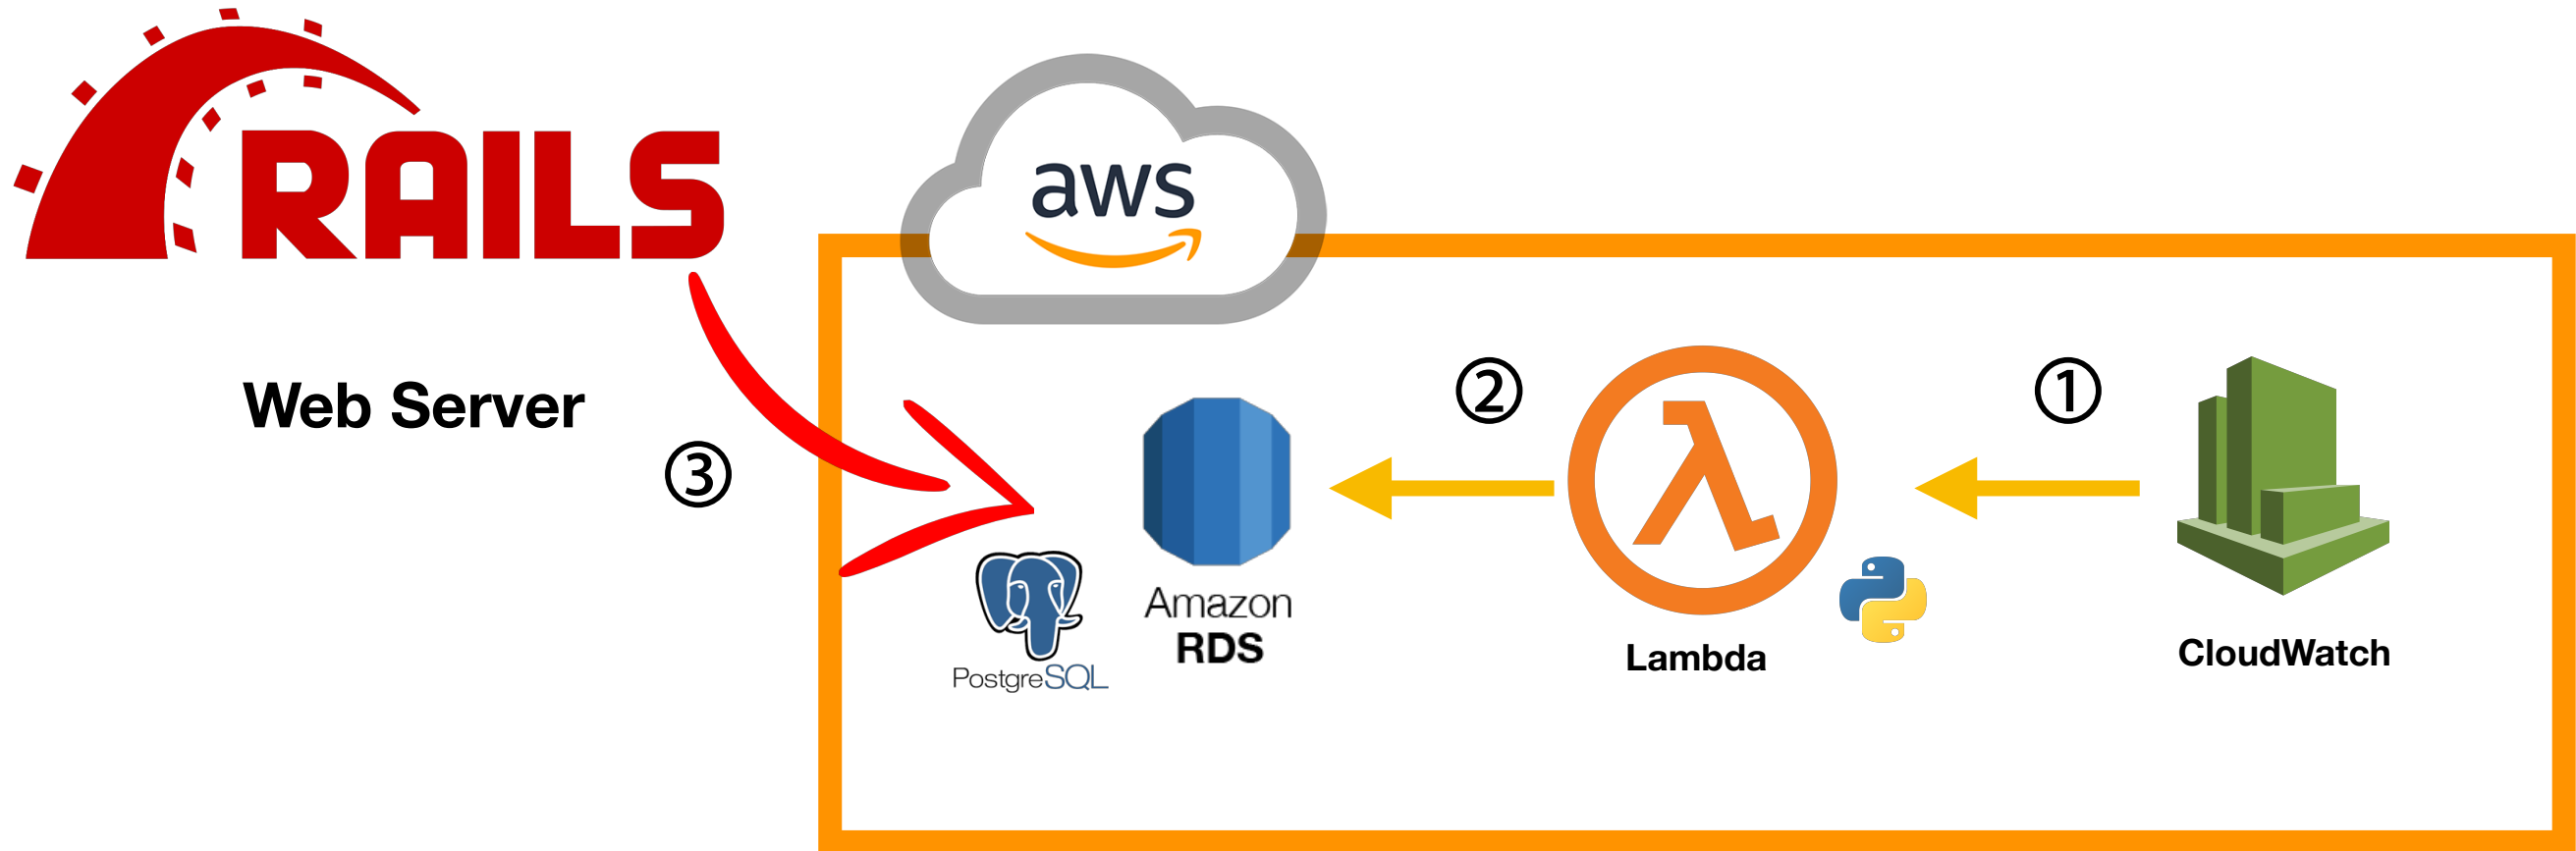 RAILS
aws
Web Server
③
②
①
Amazon
RDS
PostgreSQL
Lambda
CloudWatch